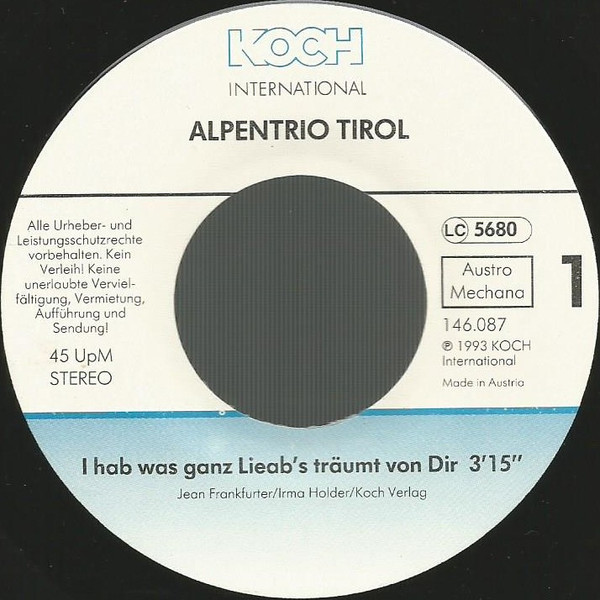 KOCH
INTERNATIONAL
ALPENTRIO TIROL
Alle Urheber- und
Leistungsschutzrechte
vorbehalten. Kein
Verleih! Keine
unerlaubte Verviel-
fältigung, Vermietung,
Aufführung und
Sendung!
45 UpM
STEREO
LC 5680
1
Austro
Mechana
146.087
℗ 1993 KOCH
International
Made in Austria
I hab was ganz Lieab's träumt von Dir 3'15"
Jean Frankfurter/Irma Holder/Koch Verlag